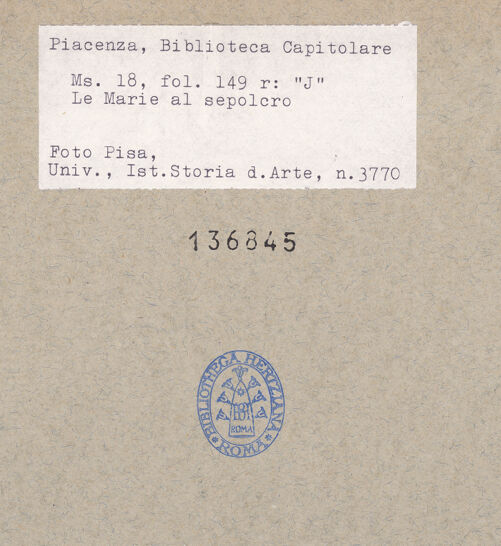 Piacenza, Biblioteca Capitolare
Ms. 18, fol. 149 r: "J"
Le Marie al sepolcro
Foto Pisa,
Univ., Ist.Storia d.Arte, n.3770
136845
BIBLIOTHECA HERTZIANA
ROMA
ROMA